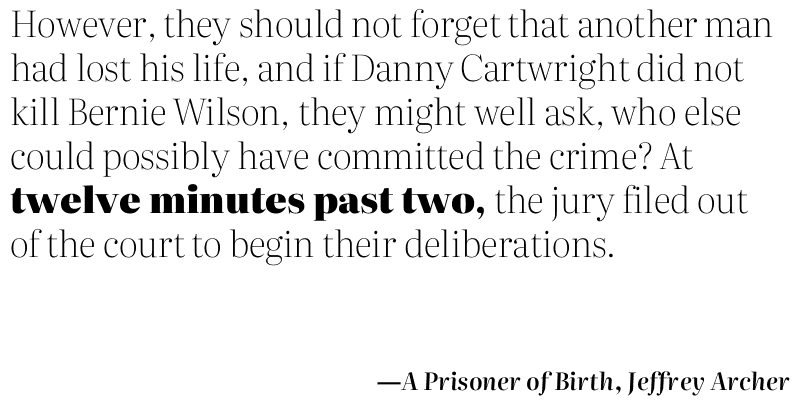 However, they should not forget that another man
had lost his life, and if Danny Cartwright did not
kill Bernie Wilson, they might well ask, who else
could possibly have committed the crime? At
twelve minutes past two, the jury filed out
of the court to begin their deliberations.
—A Prisoner of Birth, Jeffrey Archer